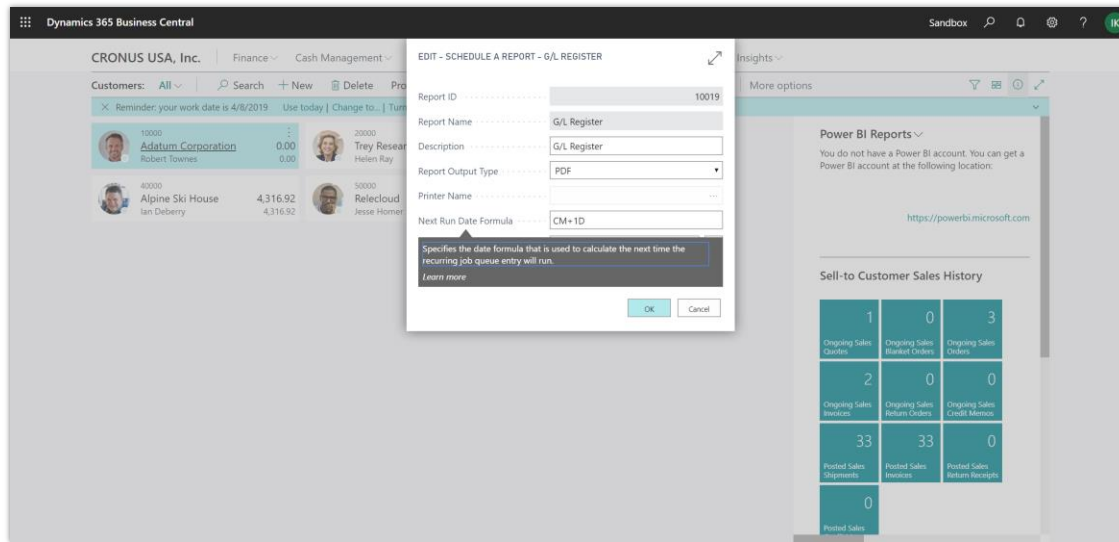 Dynamics 365 Business Central
Sandbox
?
IK
CRONUS USA, Inc.
Finance
Cash Management
Insights
Customers: All
Search
+ New
Delete
Pro
More options
Reminder: your work date is 4/8/2019
Use today | Change to... | Turn
10000
Adatum Corporation
0.00
Robert Townes
0.00
20000
Trey Resear
Helen Ray
40000
Alpine Ski House
4,316.92
Ian Deberry
4,316.92
50000
Relecloud
Jesse Homer
EDIT - SCHEDULE A REPORT - G/L REGISTER
Report ID
10019
Report Name
G/L Register
Description
G/L Register
Report Output Type
PDF
Printer Name
...
Next Run Date Formula
CM+1D
Specifies the date formula that is used to calculate the next time the
recurring job queue entry will run.
Learn more
OK
Cancel
Power BI Reports
You do not have a Power BI account. You can get a
Power BI account at the following location:
https://powerbi.microsoft.com
Sell-to Customer Sales History
1
Ongoing Sales
Quotes
0
Ongoing Sales
Blanket Orders
3
Ongoing Sales
Orders
2
Ongoing Sales
Invoices
0
Ongoing Sales
Return Orders
0
Ongoing Sales
Credit Memos
33
Posted Sales
Shipments
33
Posted Sales
Invoices
0
Posted Sales
Return Receipts
0
Posted Sales